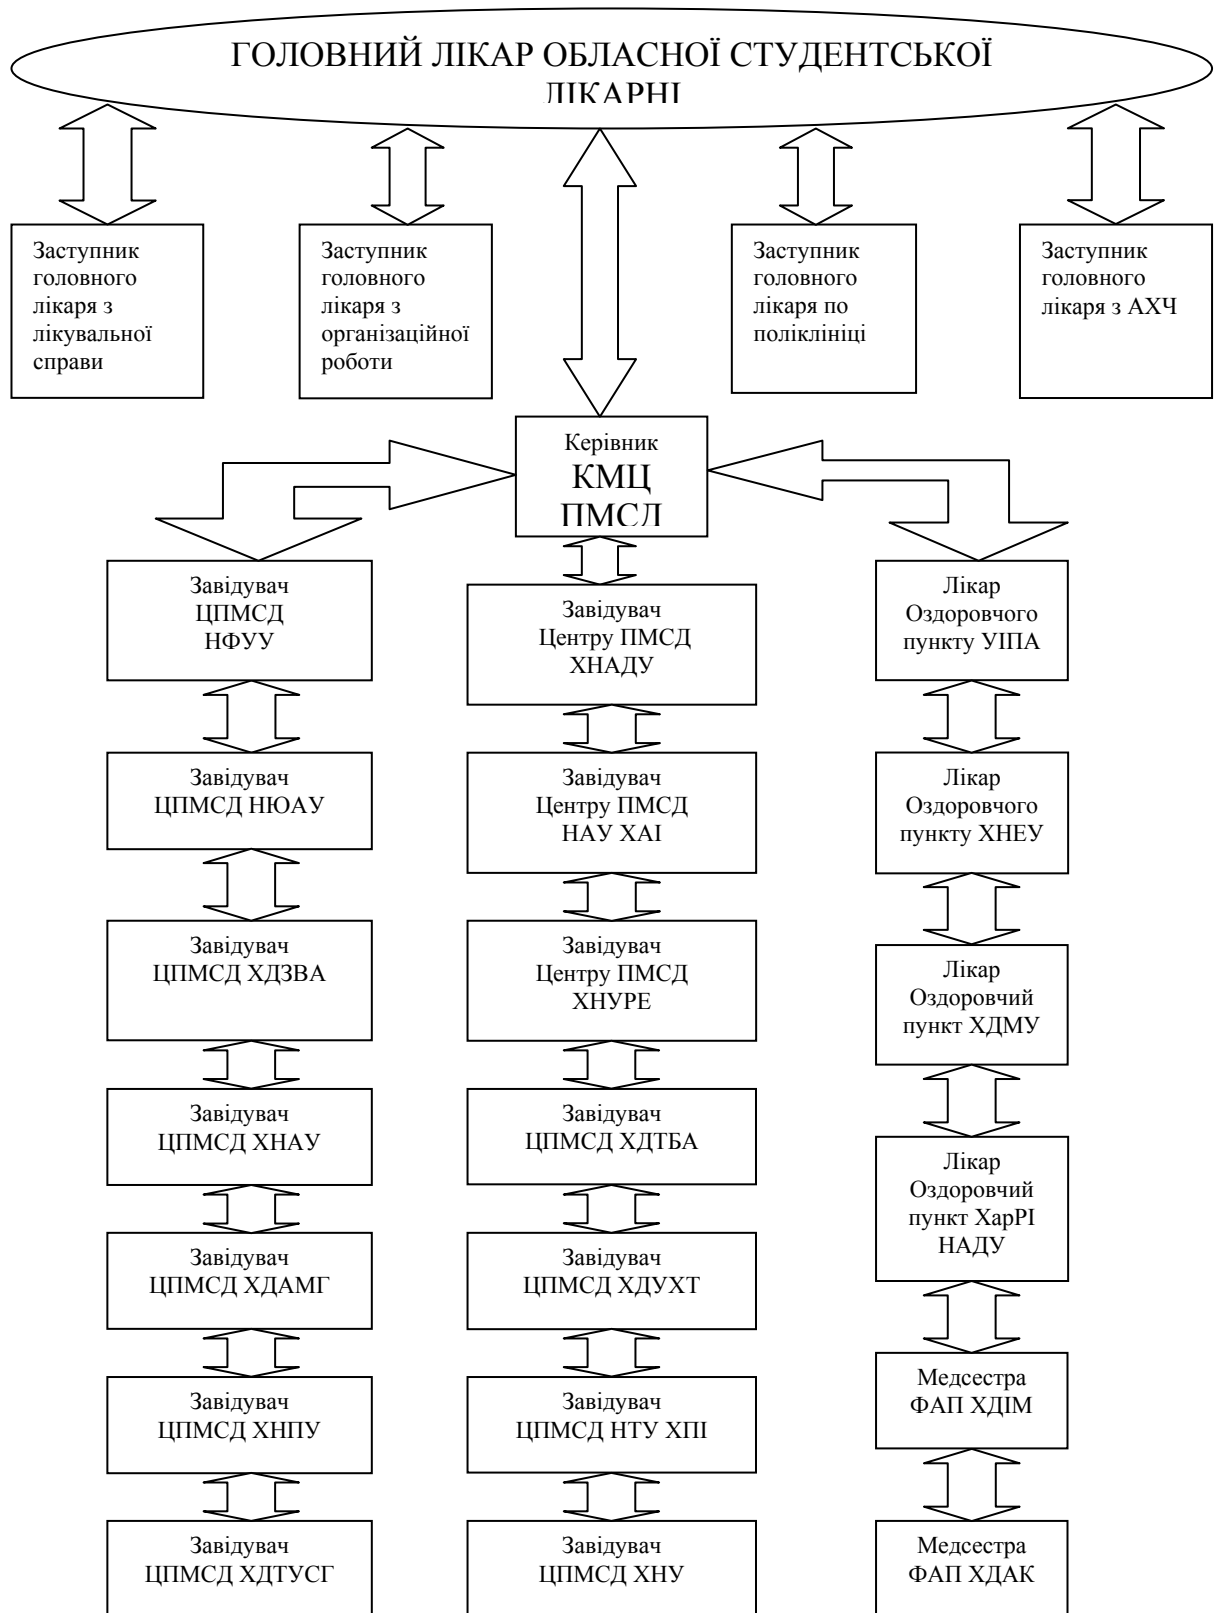 ГОЛОВНИЙ ЛІКАР ОБЛАСНОЇ СТУДЕНТСЬКОЇ
ЛІКАРНІ
Заступник
головного
лікаря з
лікувальної
справи
Заступник
головного
лікаря з
організаційної
роботи
Заступник
головного
лікаря по
поліклініці
Заступник
головного
лікаря з АХЧ
Керівник
КМЦ
ПМСД
Завідувач
ЦПМСД
НФУУ
Завідувач
ЦПМСД НЮАУ
Завідувач
ЦПМСД ХДЗВА
Завідувач
ЦПМСД ХНАУ
Завідувач
ЦПМСД ХДАМГ
Завідувач
ЦПМСД ХНПУ
Завідувач
ЦПМСД ХДТУСГ
Завідувач
Центру ПМСД
ХНАДУ
Завідувач
Центру ПМСД
НАУ ХАІ
Завідувач
Центру ПМСД
ХНУРЕ
Завідувач
ЦПМСД ХДТБА
Завідувач
ЦПМСД ХДУХТ
Завідувач
ЦПМСД НТУ ХПІ
Завідувач
ЦПМСД ХНУ
Лікар
Оздоровчого
пункту УІПА
Лікар
Оздоровчого
пункту ХНЕУ
Лікар
Оздоровчий
пункт ХДМУ
Лікар
Оздоровчий
пункт ХарРІ
НАДУ
Медсестра
ФАП ХДІМ
Медсестра
ФАП ХДАК